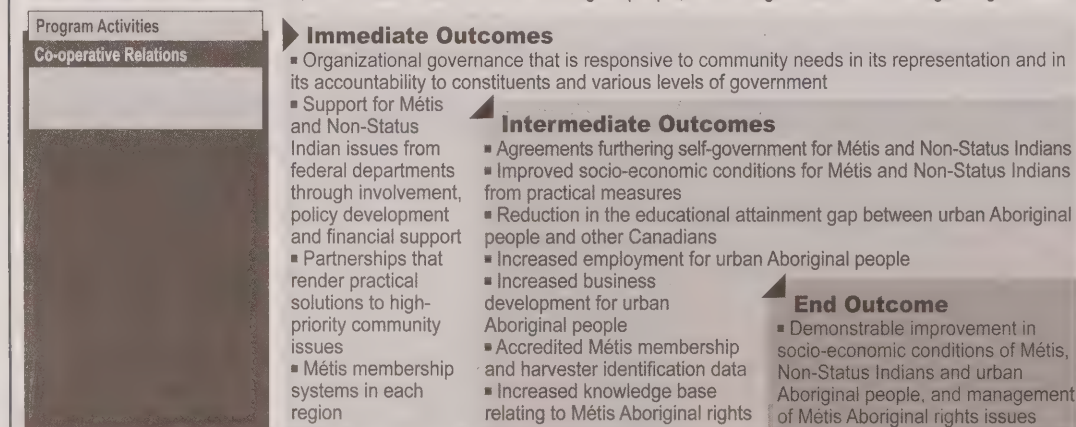 Program Activities
Co-operative Relations
Immediate Outcomes
▪ Organizational governance that is responsive to community needs in its representation and in
its accountability to constituents and various levels of government
▪ Support for Métis
and Non-Status
Indian issues from
federal departments
through involvement,
policy development
and financial support
▪ Partnerships that
render practical
solutions to high-
priority community
issues
▪ Métis membership
systems in each
region
Intermediate Outcomes
▪ Agreements furthering self-government for Métis and Non-Status Indians
▪ Improved socio-economic conditions for Métis and Non-Status Indians
from practical measures
▪ Reduction in the educational attainment gap between urban Aboriginal
people and other Canadians
▪ Increased employment for urban Aboriginal people
▪ Increased business
development for urban
Aboriginal people
▪ Accredited Métis membership
and harvester identification data
▪ Increased knowledge base
relating to Métis Aboriginal rights
End Outcome
▪ Demonstrable improvement in
socio-economic conditions of Métis,
Non-Status Indians and urban
Aboriginal people, and management
of Métis Aboriginal rights issues